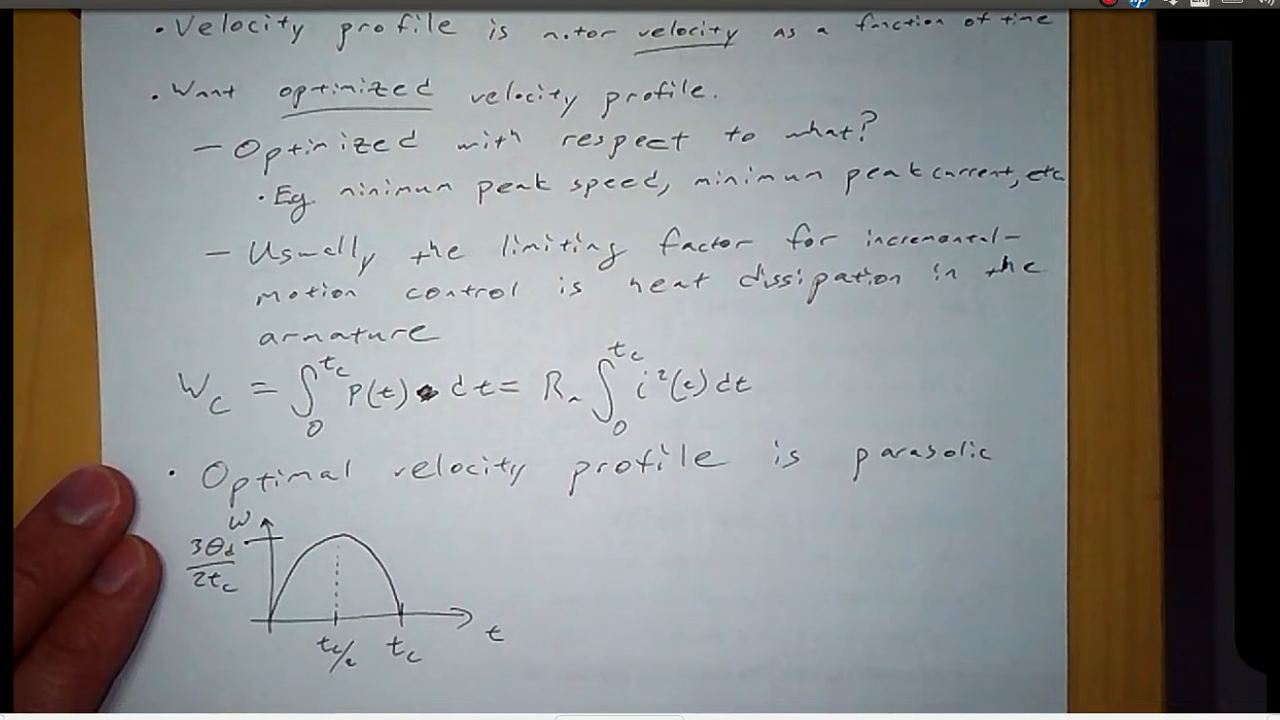 • Velocity profile is motor velocity as a function of time
• Want optimized velocity profile.
— Optimized with respect to what?
• Eg. minimum peak speed, minimum peak current, etc
— Usually the limiting factor for incremental-
motion control is heat dissipation in the
armature
W_c = ∫_0^{t_c} P(t) • dt = R_a ∫_0^{t_c} i²(t) dt
• Optimal velocity profile is parabolic
ω
3θ_d/2t_c
t_c/2 t_c t